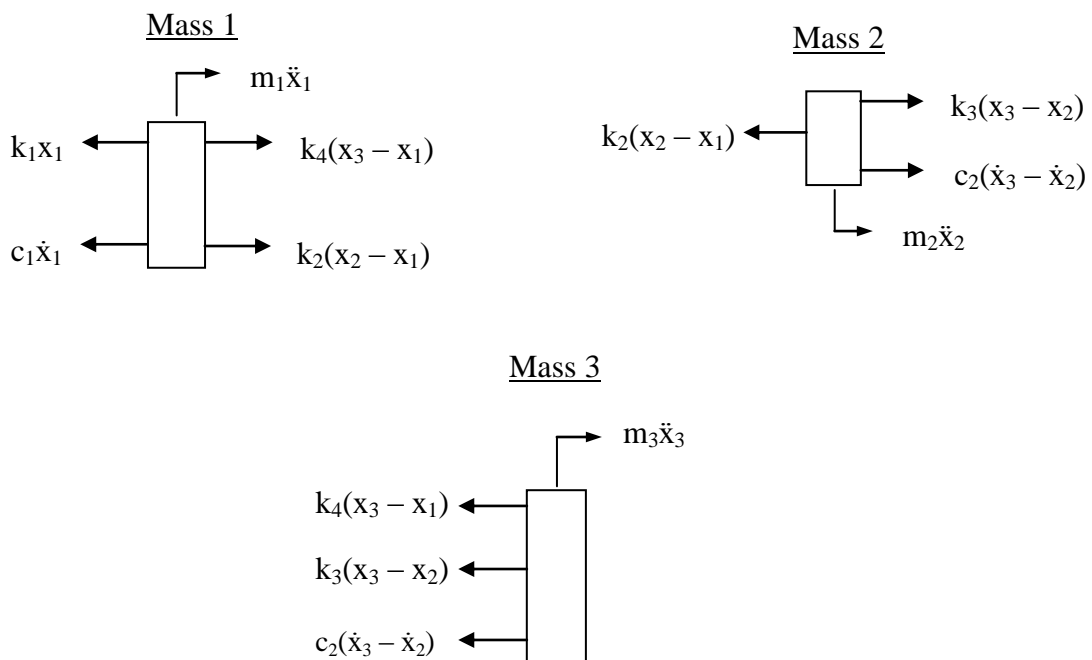 Mass 1
m₁ẍ₁
k₁x₁
k₄(x₃ – x₁)
c₁ẋ₁
k₂(x₂ – x₁)
Mass 2
k₃(x₃ – x₂)
k₂(x₂ – x₁)
c₂(ẋ₃ – ẋ₂)
m₂ẍ₂
Mass 3
m₃ẍ₃
k₄(x₃ – x₁)
k₃(x₃ – x₂)
c₂(ẋ₃ – ẋ₂)